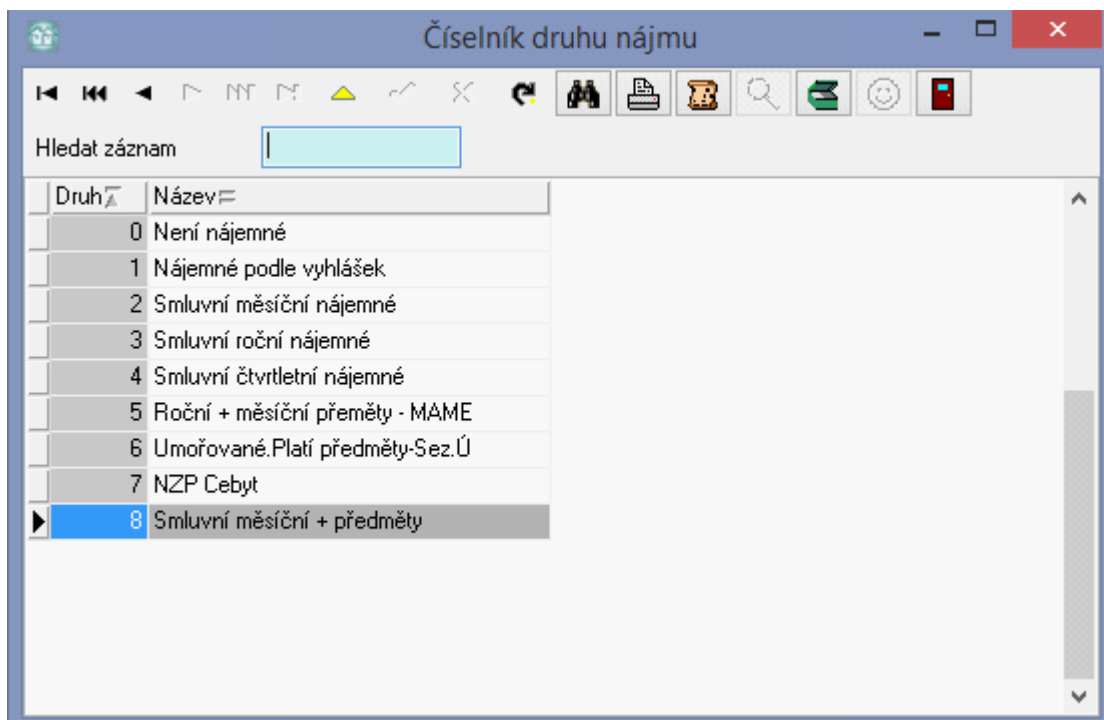 Číselník druhu nájmu
Hledat záznam
Druh Název
0 Není nájemné
1 Nájemné podle vyhlášek
2 Smluvní měsíční nájemné
3 Smluvní roční nájemné
4 Smluvní čtvrtletní nájemné
5 Roční + měsíční přeměty - MAME
6 Umořované.Platí předměty-Sez.Ú
7 NZP Cebyt
8 Smluvní měsíční + předměty